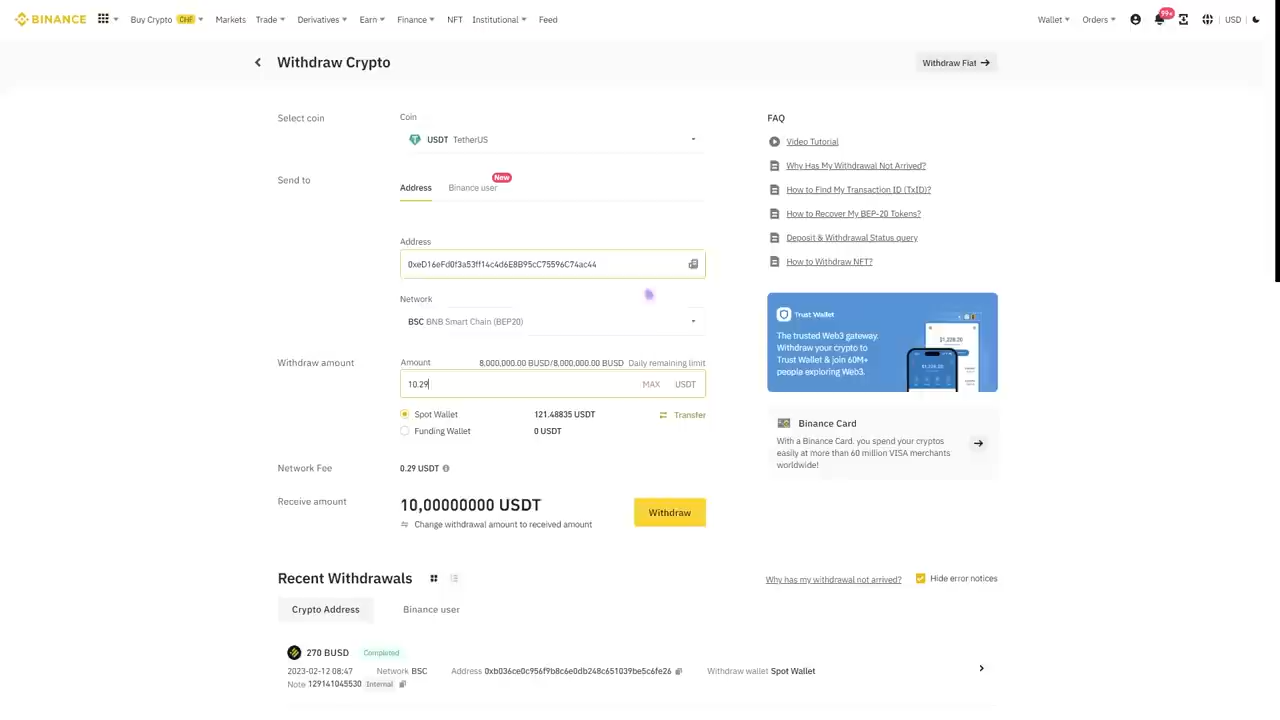 BINANCE Buy Crypto CHF Markets Trade Derivatives Earn Finance NFT Institutional Feed Wallet Orders 99+ USD
Withdraw Crypto
Withdraw Fiat
Select coin
Coin
USDT TetherUS
Send to
Address Binance user New
Address
0xeD16eFd0f3a53ff14c4d6E8B95cC75596C74ac44
Network
BSC BNB Smart Chain (BEP20)
Withdraw amount
Amount 8,000,000.00 BUSD/8,000,000.00 BUSD Daily remaining limit
10.29 MAX USDT
Spot Wallet 121.48835 USDT Transfer
Funding Wallet 0 USDT
Network Fee 0.29 USDT
Receive amount 10,00000000 USDT
Withdraw
Change withdrawal amount to received amount
FAQ
Video Tutorial
Why Has My Withdrawal Not Arrived?
How to Find My Transaction ID (TxID)?
How to Recover My BEP-20 Tokens?
Deposit & Withdrawal Status query
How to Withdraw NFT?
Trust Wallet
The trusted Web3 gateway.
Withdraw your crypto to
Trust Wallet & join 60M+
people exploring Web3.
Binance Card
With a Binance Card. you spend your cryptos
easily at more than 60 million VISA merchants
worldwide!
Recent Withdrawals
Why has my withdrawal not arrived? Hide error notices
Crypto Address Binance user
270 BUSD Completed
2023-02-12 08:47 Network BSC Address 0xb036ce0c956f9b8c6e0db248c651039be5c6fe26 Withdraw wallet Spot Wallet
Note 129141045530 Internal